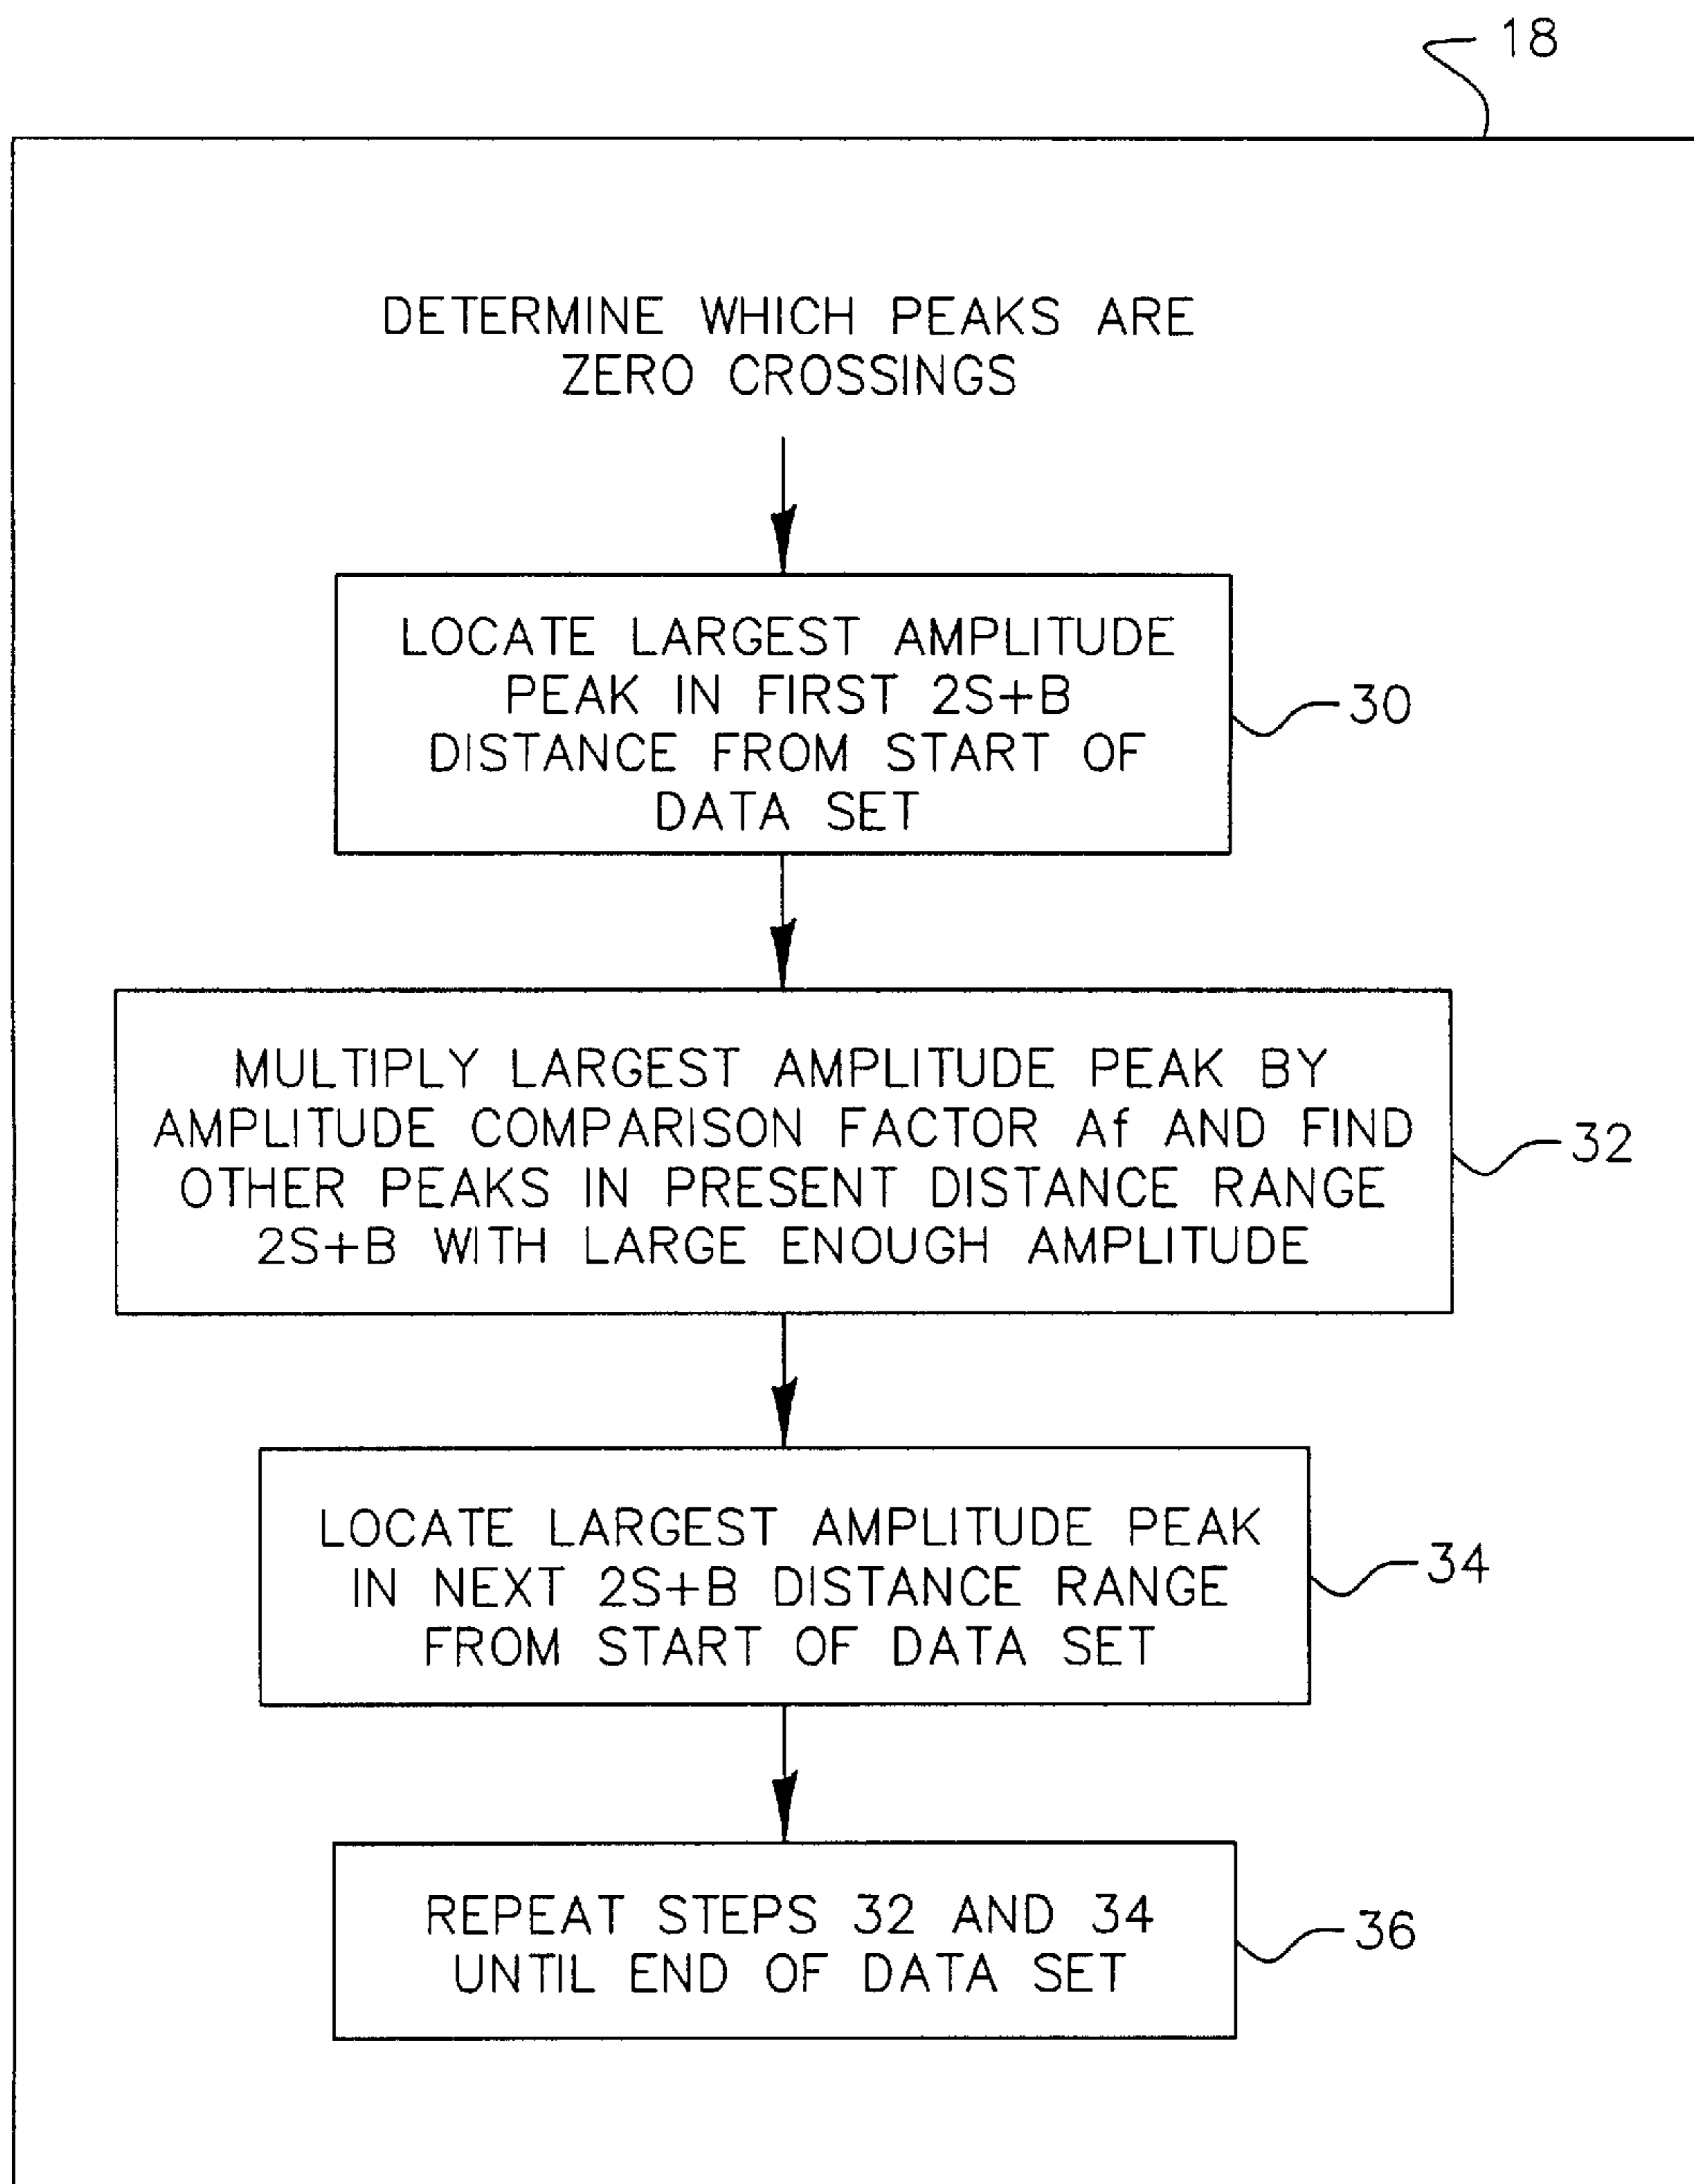 18
DETERMINE WHICH PEAKS ARE
ZERO CROSSINGS
LOCATE LARGEST AMPLITUDE
PEAK IN FIRST 2S+B
DISTANCE FROM START OF
DATA SET
30
MULTIPLY LARGEST AMPLITUDE PEAK BY
AMPLITUDE COMPARISON FACTOR Af AND FIND
OTHER PEAKS IN PRESENT DISTANCE RANGE
2S+B WITH LARGE ENOUGH AMPLITUDE
32
LOCATE LARGEST AMPLITUDE PEAK
IN NEXT 2S+B DISTANCE RANGE
FROM START OF DATA SET
34
REPEAT STEPS 32 AND 34
UNTIL END OF DATA SET
36